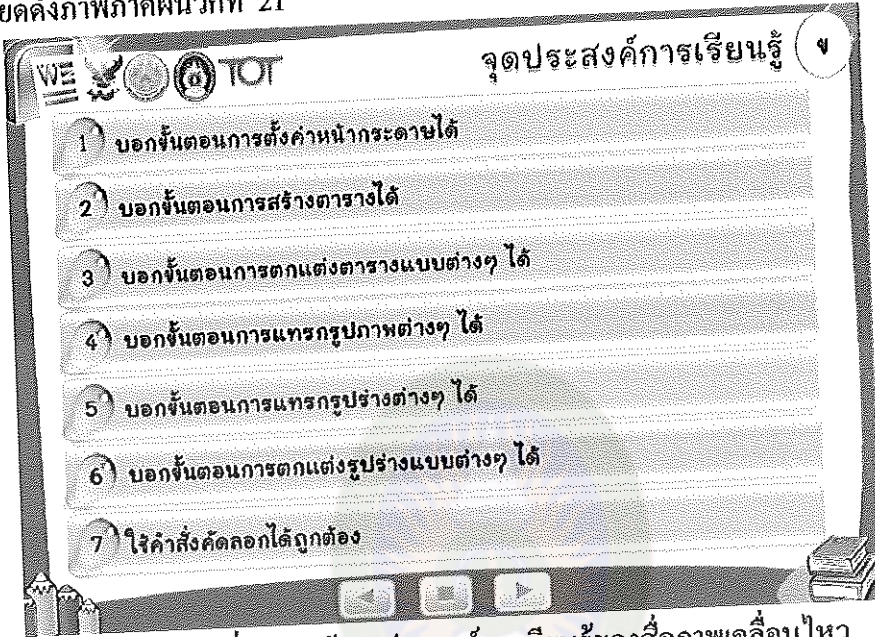 ยดดังภาพภาคผนวกที่ 21
TOT
จุดประสงค์การเรียนรู้
1 บอกขั้นตอนการตั้งค่าหน้ากระดาษได้
2 บอกขั้นตอนการสร้างตารางได้
3 บอกขั้นตอนการตกแต่งตารางแบบต่างๆ ได้
4 บอกขั้นตอนการแทรกรูปภาพต่างๆ ได้
5 บอกขั้นตอนการแทรกรูปร่างต่างๆ ได้
6 บอกขั้นตอนการตกแต่งรูปร่างแบบต่างๆ ได้
7 ใช้คำสั่งคัดลอกได้ถูกต้อง